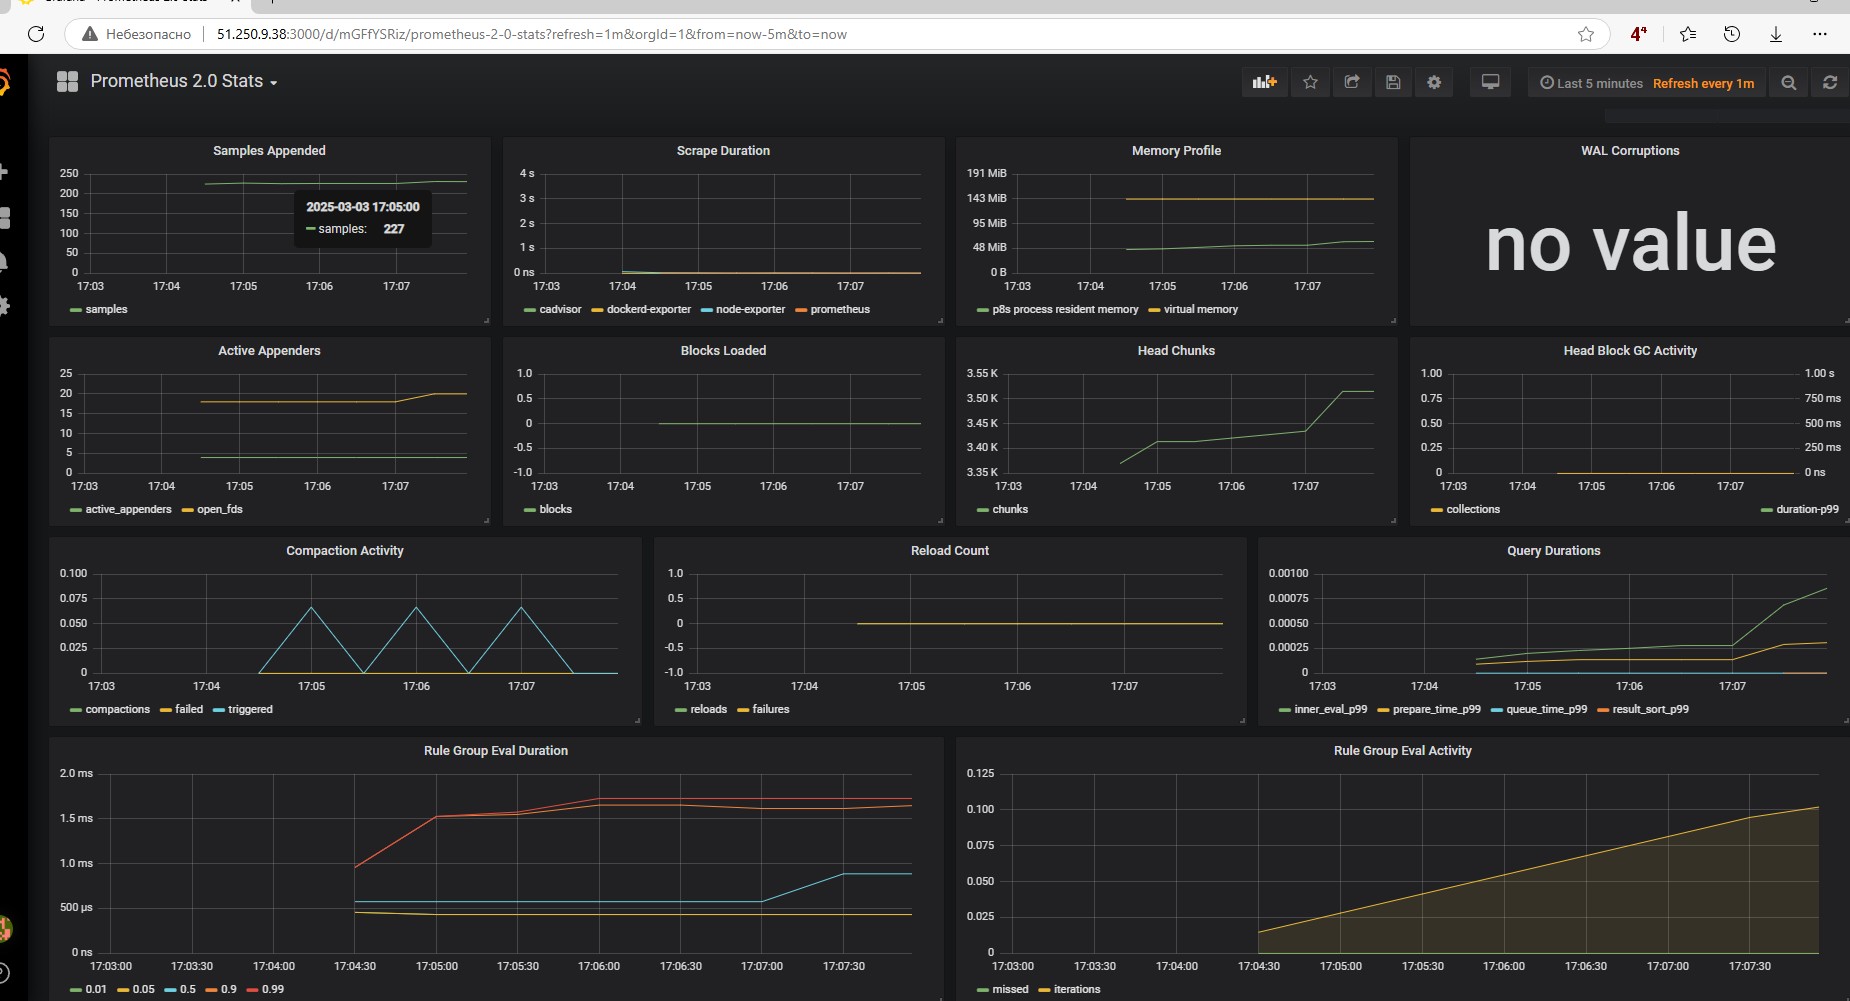 Grafana - Prometheus 2.0 Stats
Небезопасно 51.250.9.38:3000/d/mGFfYSRiz/prometheus-2-0-stats?refresh=1m&orgId=1&from=now-5m&to=now
Prometheus 2.0 Stats
Last 5 minutes Refresh every 1m
Samples Appended
250
200
150
100
50
0
17:03 17:04 17:05 17:06 17:07
samples
2025-03-03 17:05:00
samples: 227
Scrape Duration
4 s
3 s
2 s
1 s
0 ns
17:03 17:04 17:05 17:06 17:07
cadvisor dockerd-exporter node-exporter prometheus
Memory Profile
191 MiB
143 MiB
95 MiB
48 MiB
0 B
17:03 17:04 17:05 17:06 17:07
p8s process resident memory virtual memory
WAL Corruptions
no value
Active Appenders
25
20
15
10
5
0
17:03 17:04 17:05 17:06 17:07
active_appenders open_fds
Blocks Loaded
1.0
0.5
0
-0.5
-1.0
17:03 17:04 17:05 17:06 17:07
blocks
Head Chunks
3.55 K
3.50 K
3.45 K
3.40 K
3.35 K
17:03 17:04 17:05 17:06 17:07
chunks
Head Block GC Activity
1.00 1.00 s
0.75 750 ms
0.50 500 ms
0.25 250 ms
0 0 ns
17:03 17:04 17:05 17:06 17:07
collections duration-p99
Compaction Activity
0.100
0.075
0.050
0.025
0
17:03 17:04 17:05 17:06 17:07
compactions failed triggered
Reload Count
1.0
0.5
0
-0.5
-1.0
17:03 17:04 17:05 17:06 17:07
reloads failures
Query Durations
0.00100
0.00075
0.00050
0.00025
0
17:03 17:04 17:05 17:06 17:07
inner_eval_p99 prepare_time_p99 queue_time_p99 result_sort_p99
Rule Group Eval Duration
2.0 ms
1.5 ms
1.0 ms
500 µs
0 ns
17:03:00 17:03:30 17:04:00 17:04:30 17:05:00 17:05:30 17:06:00 17:06:30 17:07:00 17:07:30
0.01 0.05 0.5 0.9 0.99
Rule Group Eval Activity
0.125
0.100
0.075
0.050
0.025
0
17:03:00 17:03:30 17:04:00 17:04:30 17:05:00 17:05:30 17:06:00 17:06:30 17:07:00 17:07:30
missed iterations